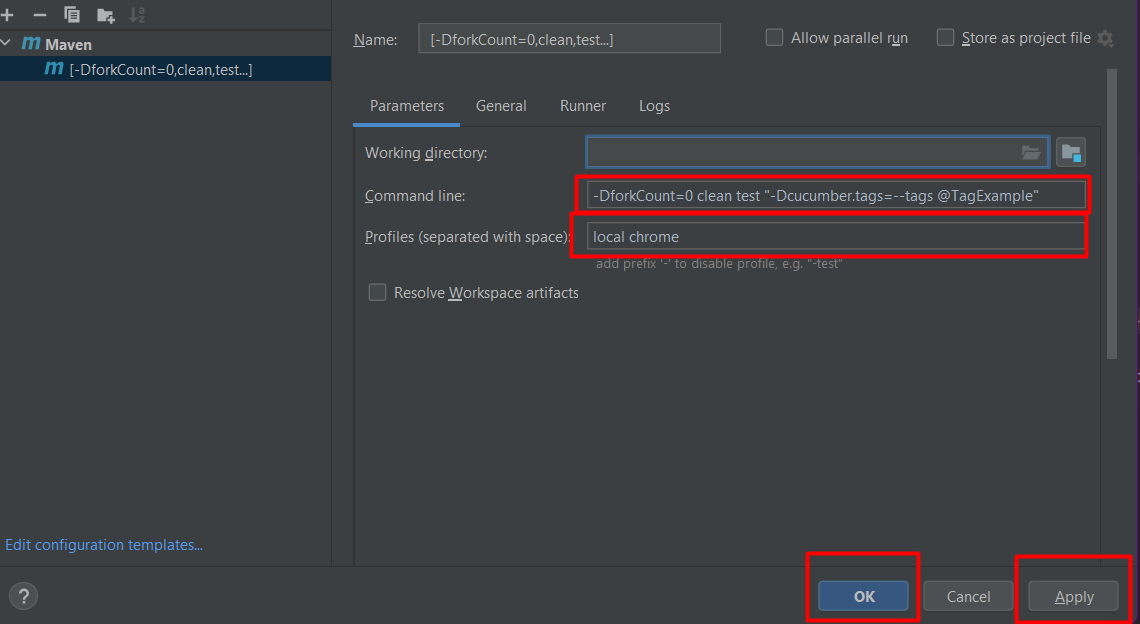 Maven
[-DforkCount=0,clean,test...]
Edit configuration templates...
Name: [-DforkCount=0,clean,test...] Allow parallel run Store as project file
Parameters General Runner Logs
Working directory:
Command line: -DforkCount=0 clean test "-Dcucumber.tags=--tags @TagExample"
Profiles (separated with space): local chrome
add prefix '-' to disable profile, e.g. "-test"
Resolve Workspace artifacts
? OK Cancel Apply